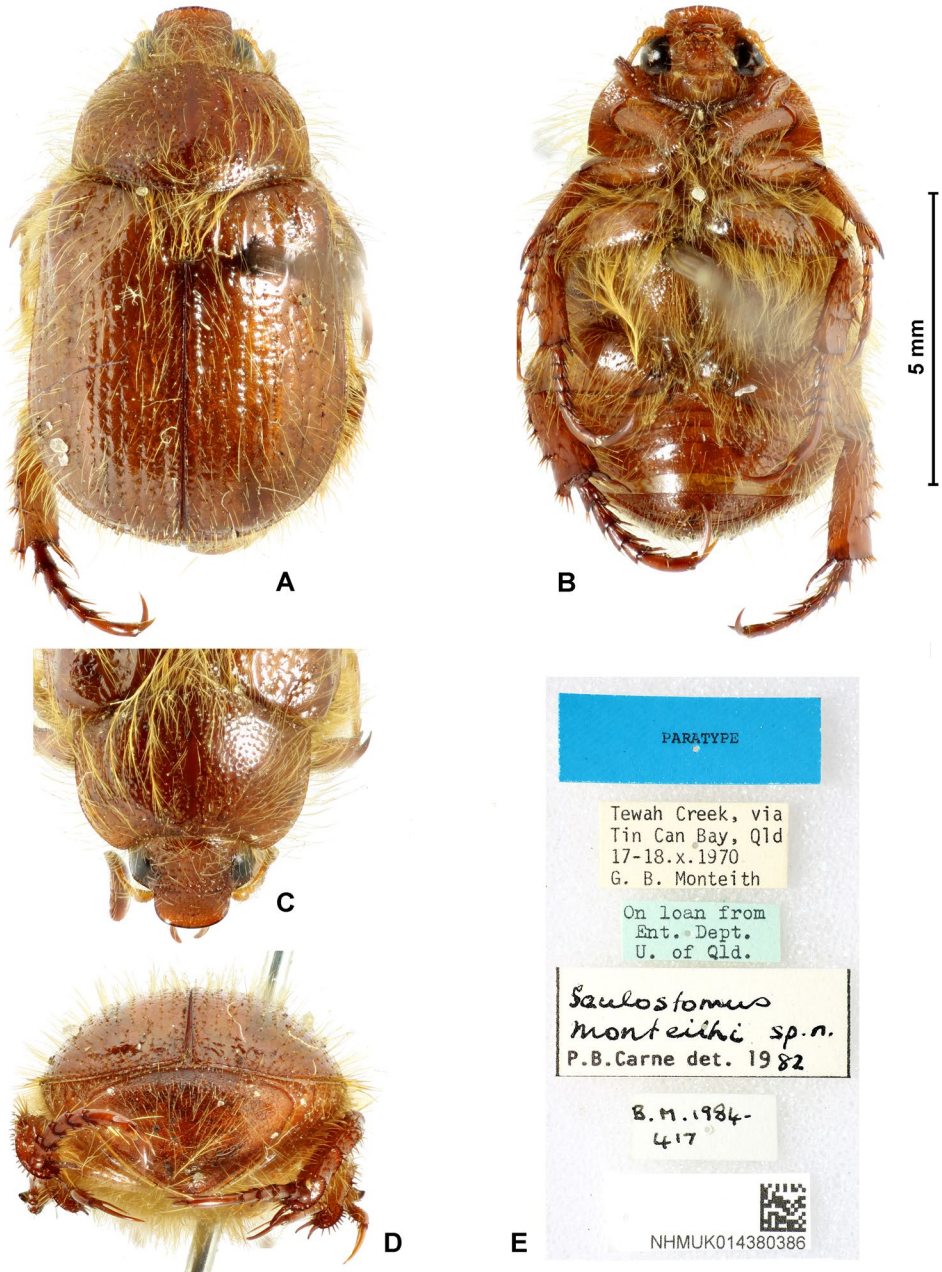 5 mm
A
B
C
D
E
PARATYPE
Tewah Creek, via
Tin Can Bay, Qld
17-18.x.1970
G. B. Monteith
On loan from
Ent. Dept.
U. of Qld.
Saulostomus
monteithi sp.n.
P.B.Carne det. 1982
B.M.1984-
417
NHMUK014380386